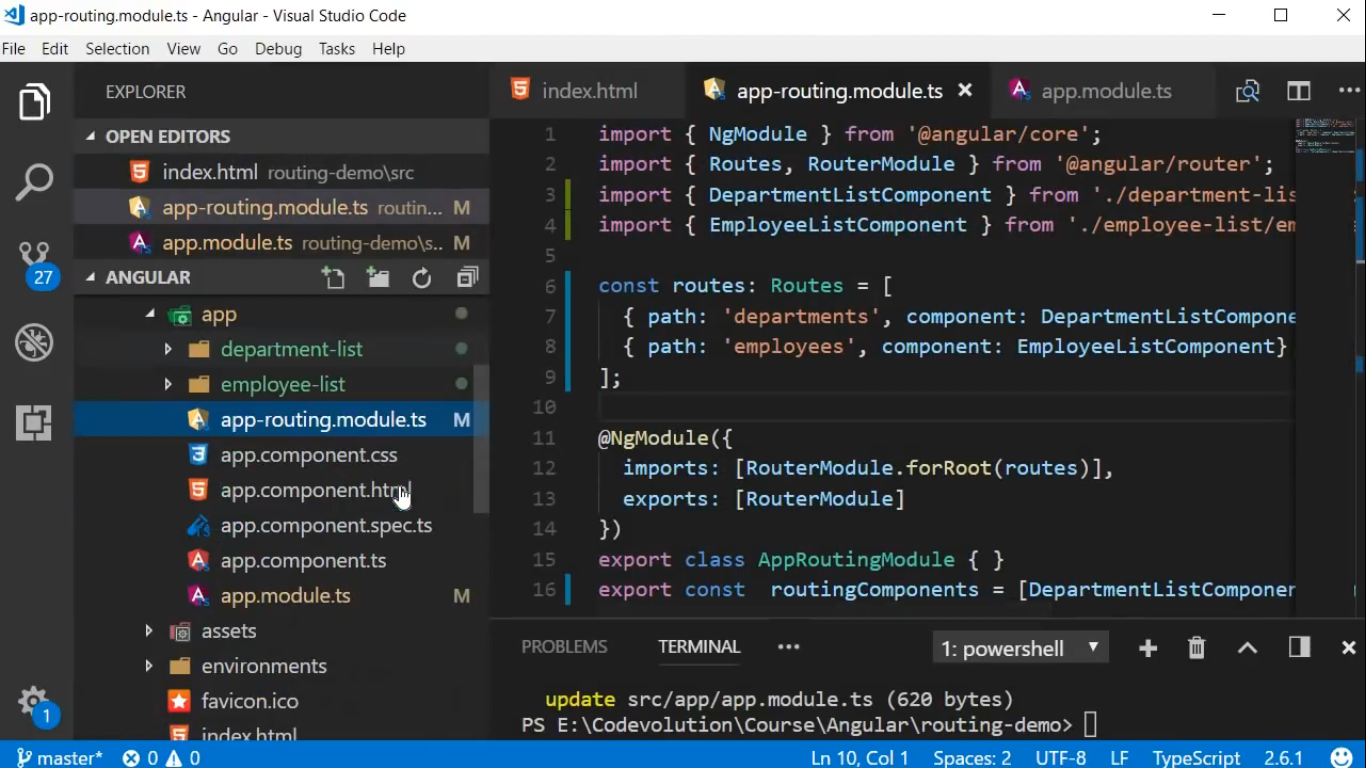 app-routing.module.ts - Angular - Visual Studio Code
File Edit Selection View Go Debug Tasks Help
EXPLORER
OPEN EDITORS
index.html routing-demo\src
app-routing.module.ts routin... M
app.module.ts routing-demo\s.. M
27
ANGULAR
app
department-list
employee-list
app-routing.module.ts M
app.component.css
app.component.html
app.component.spec.ts
app.component.ts
app.module.ts M
assets
environments
favicon.ico
index.html
1
index.html app-routing.module.ts app.module.ts
1 import { NgModule } from '@angular/core';
2 import { Routes, RouterModule } from '@angular/router';
3 import { DepartmentListComponent } from './department-lis
4 import { EmployeeListComponent } from './employee-list/em
5
6 const routes: Routes = [
7 { path: 'departments', component: DepartmentListCompone
8 { path: 'employees', component: EmployeeListComponent}
9 ];
10
11 @NgModule({
12 imports: [RouterModule.forRoot(routes)],
13 exports: [RouterModule]
14 })
15 export class AppRoutingModule { }
16 export const routingComponents = [DepartmentListComponen
PROBLEMS TERMINAL ••• 1: powershell
update src/app/app.module.ts (620 bytes)
PS E:\Codevolution\Course\Angular\routing-demo>
master* 0 0 Ln 10, Col 1 Spaces: 2 UTF-8 LF TypeScript 2.6.1